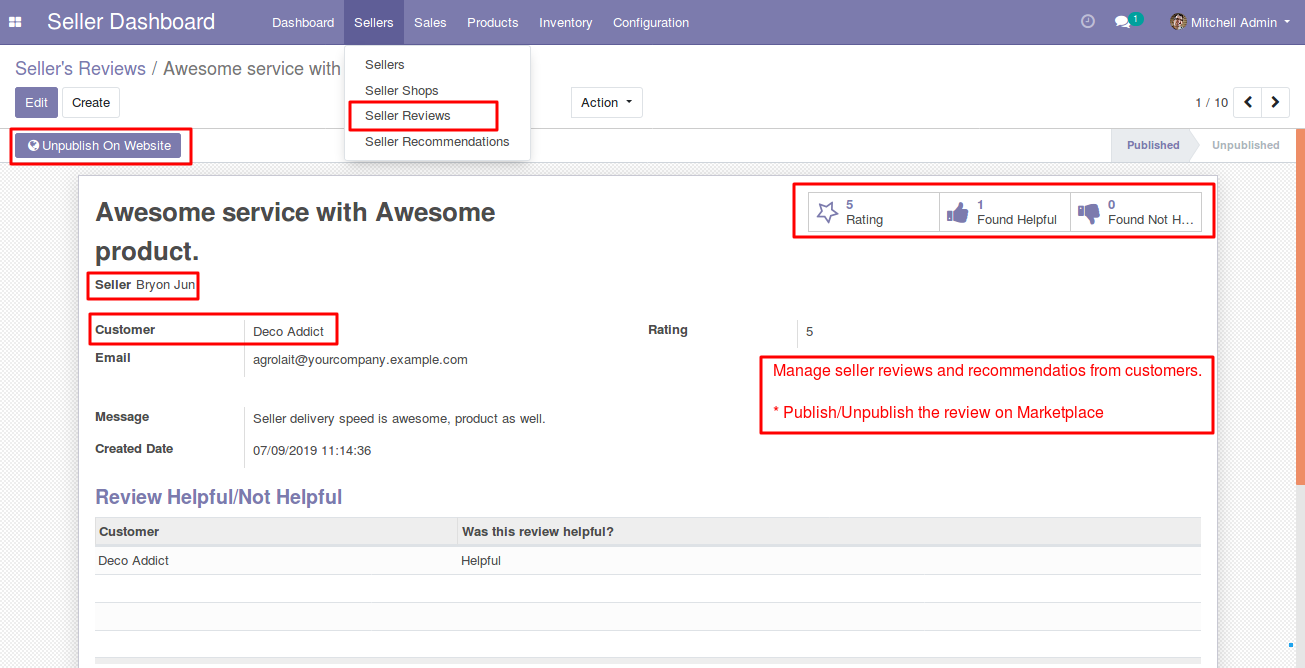 Seller Dashboard
Dashboard
Sellers
Sales
Products
Inventory
Configuration
1
Mitchell Admin
Seller's Reviews / Awesome service with
Sellers
Seller Shops
Seller Reviews
Seller Recommendations
Edit
Create
Action
1 / 10
Unpublish On Website
Published
Unpublished
Awesome service with Awesome
product.
5
Rating
1
Found Helpful
0
Found Not H...
Seller Bryon Jun
Customer Deco Addict
Rating 5
Email agrolait@yourcompany.example.com
Manage seller reviews and recommendatios from customers.
* Publish/Unpublish the review on Marketplace
Message Seller delivery speed is awesome, product as well.
Created Date 07/09/2019 11:14:36
Review Helpful/Not Helpful
Customer Was this review helpful?
Deco Addict Helpful